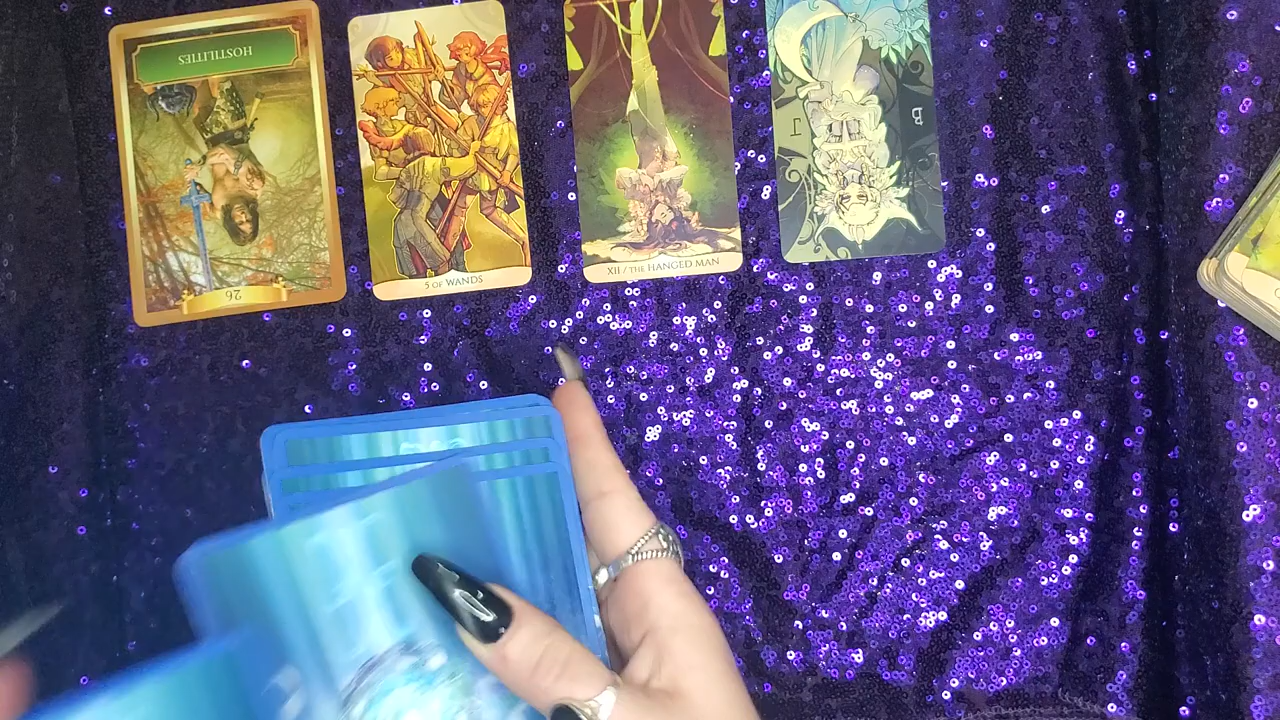 HOSTILITIES
26
5 OF WANDS
XII / THE HANGED MAN
B
J